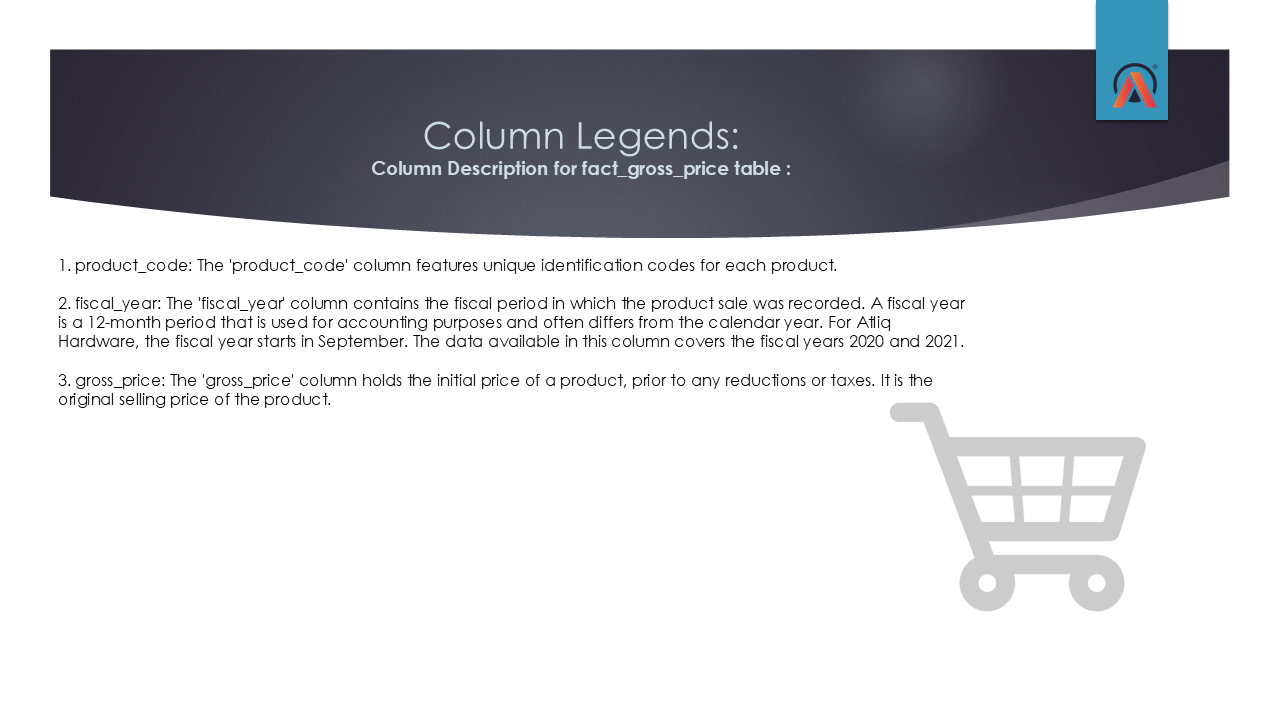 Column Legends:
Column Description for fact_gross_price table :
1. product_code: The 'product_code' column features unique identification codes for each product.
2. fiscal_year: The 'fiscal_year' column contains the fiscal period in which the product sale was recorded. A fiscal year
is a 12-month period that is used for accounting purposes and often differs from the calendar year. For Atliq
Hardware, the fiscal year starts in September. The data available in this column covers the fiscal years 2020 and 2021.
3. gross_price: The 'gross_price' column holds the initial price of a product, prior to any reductions or taxes. It is the
original selling price of the product.